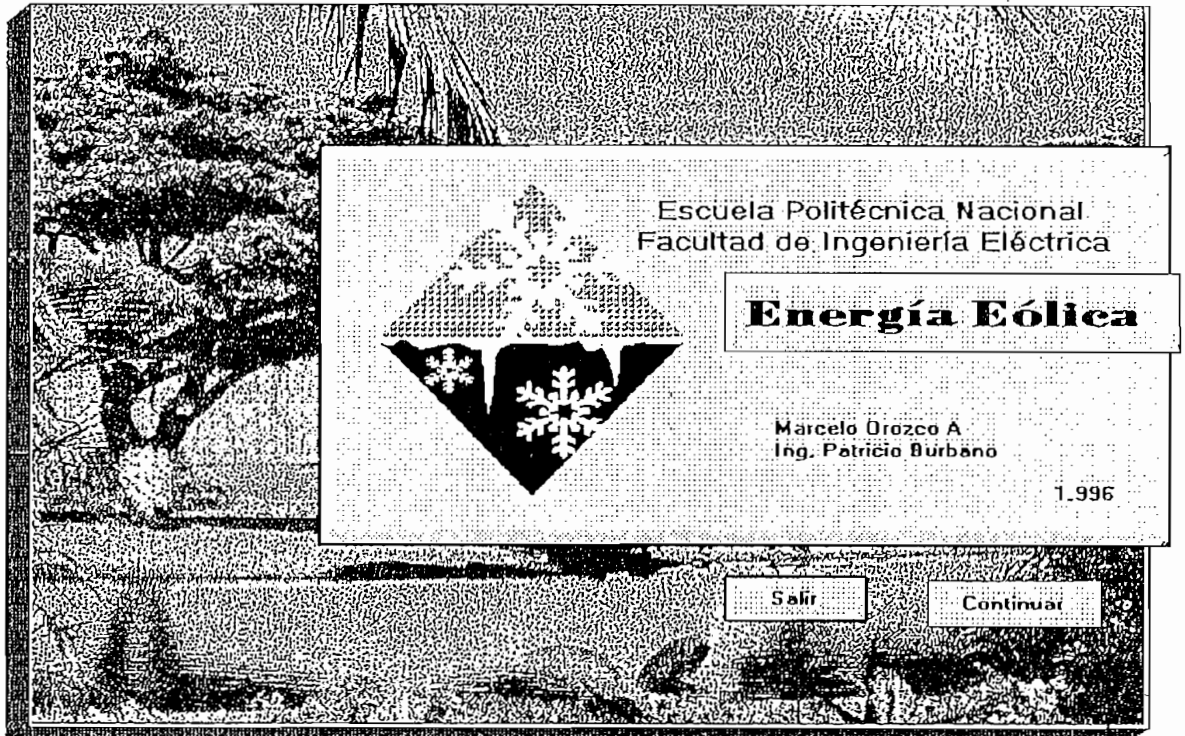 Escuela Politécnica Nacional
Facultad de Ingeniería Eléctrica
Energía Eólica
Marcelo Orozco A
Ing. Patricio Burbano
1.996
Salir
Continuar